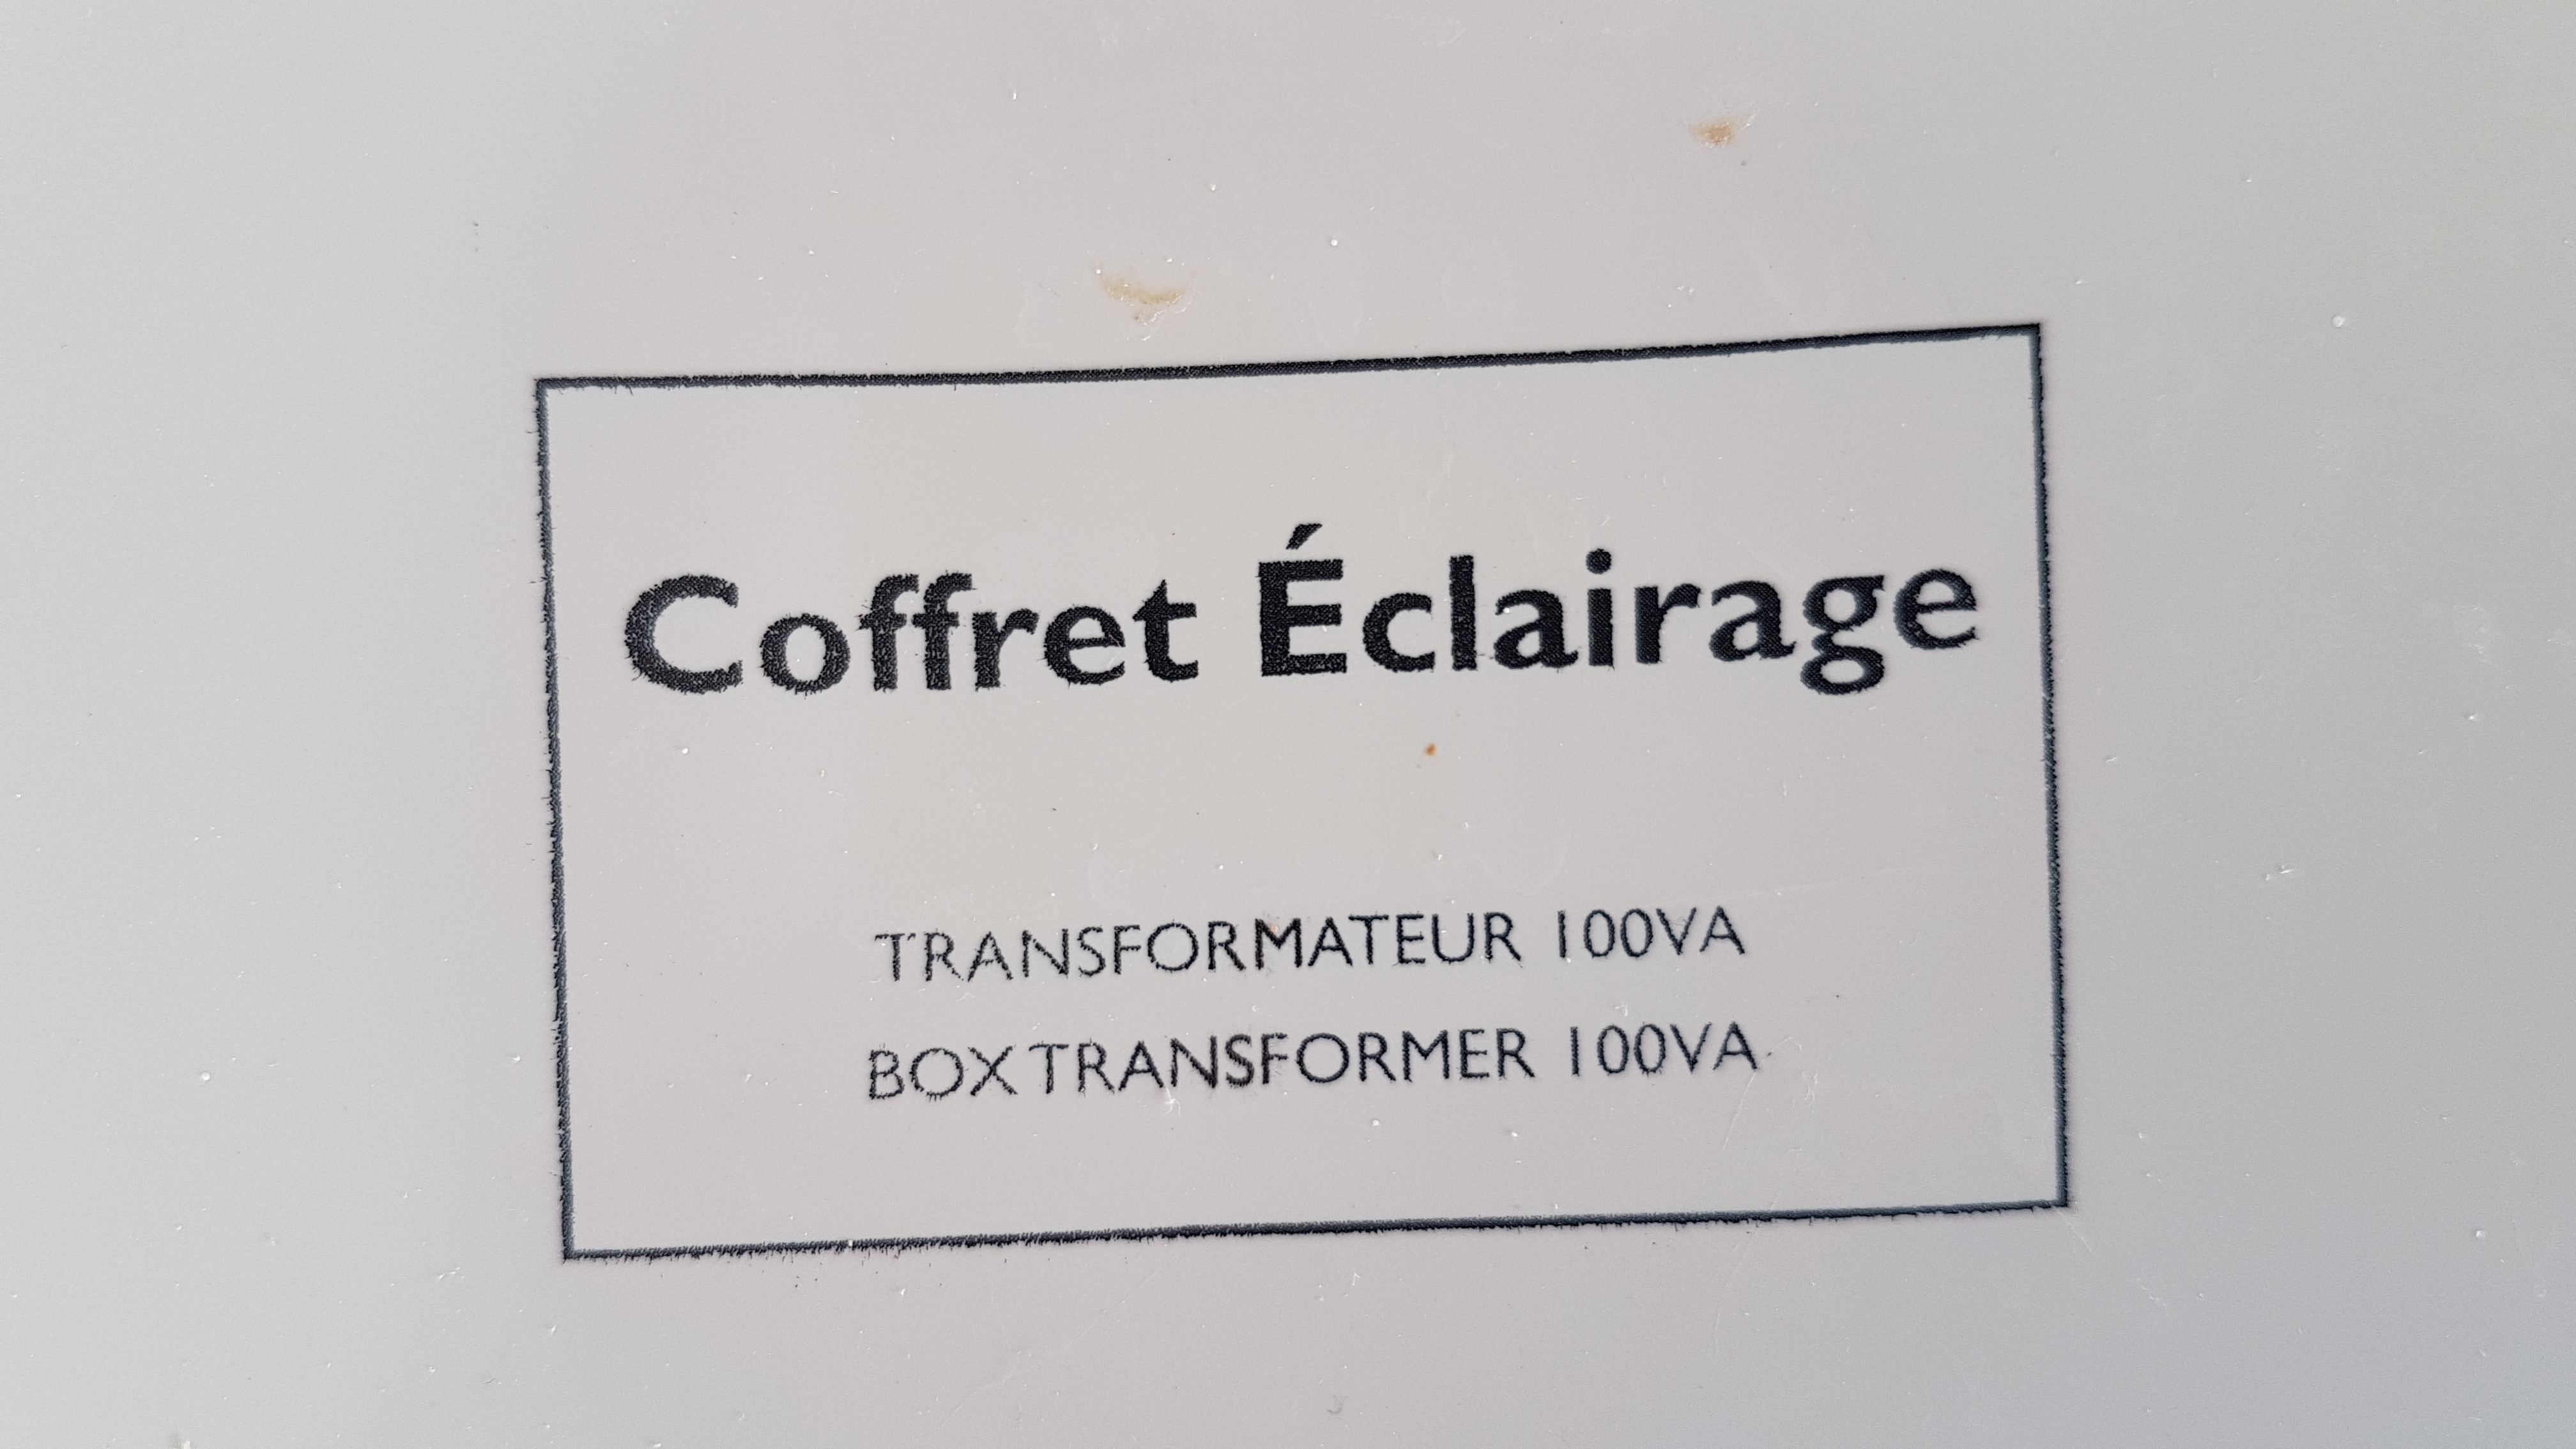 Coffret Éclairage
TRANSFORMATEUR 100VA
BOX TRANSFORMER 100VA